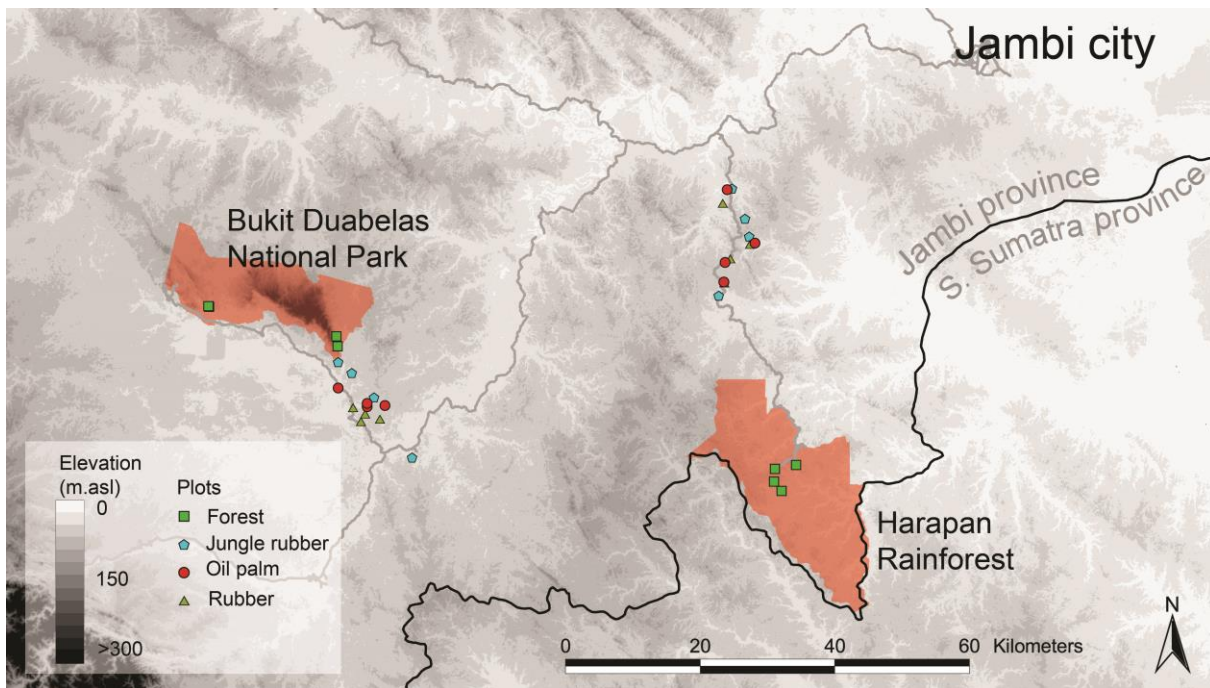 Jambi city
Jambi province
S. Sumatra province
Bukit Duabelas
National Park
Harapan
Rainforest
Elevation
(m.asl)
0
150
>300
Plots
Forest
Jungle rubber
Oil palm
Rubber
0 20 40 60 Kilometers
N